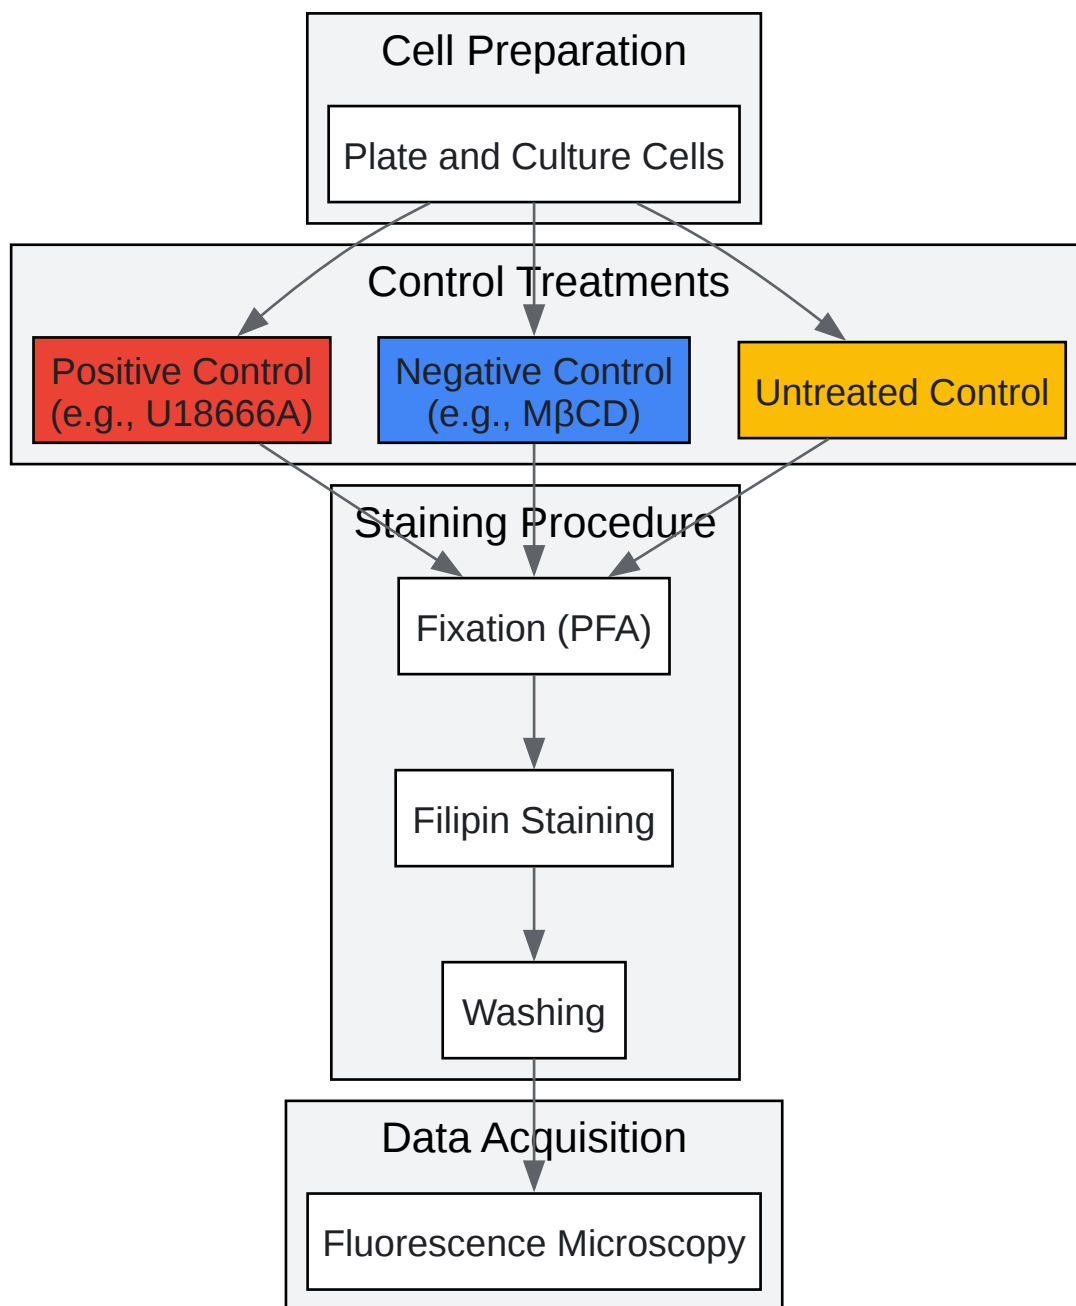 Cell Preparation
Plate and Culture Cells
Control Treatments
Positive Control
(e.g., U18666A)
Negative Control
(e.g., MβCD)
Untreated Control
Staining Procedure
Fixation (PFA)
Filipin Staining
Washing
Data Acquisition
Fluorescence Microscopy